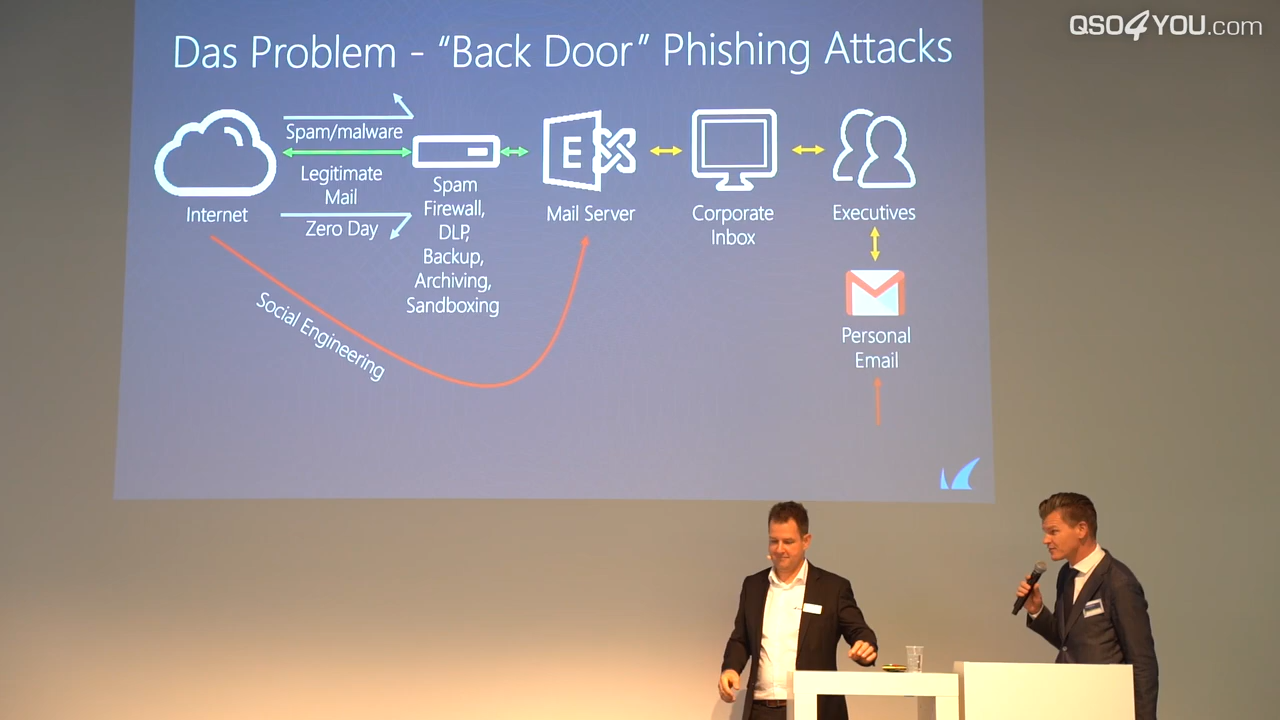 QSO4YOU.com
Das Problem - “Back Door” Phishing Attacks
Spam/malware
Legitimate
Mail
Zero Day
Internet
Spam
Firewall,
DLP,
Backup,
Archiving,
Sandboxing
E
Mail Server
Corporate
Inbox
Executives
Personal
Email
Social Engineering